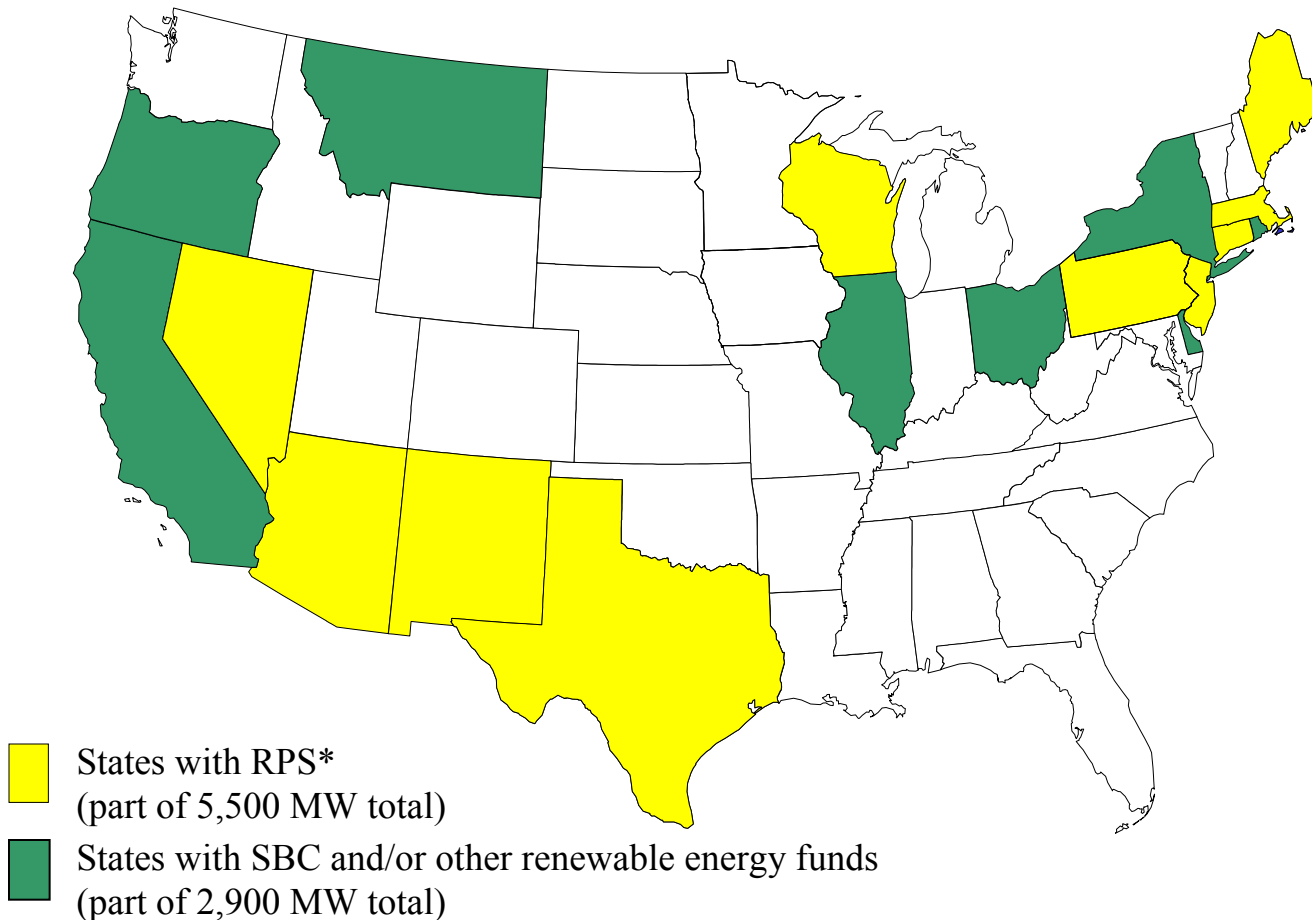 States with RPS*
(part of 5,500 MW total)
States with SBC and/or other renewable energy funds
(part of 2,900 MW total)